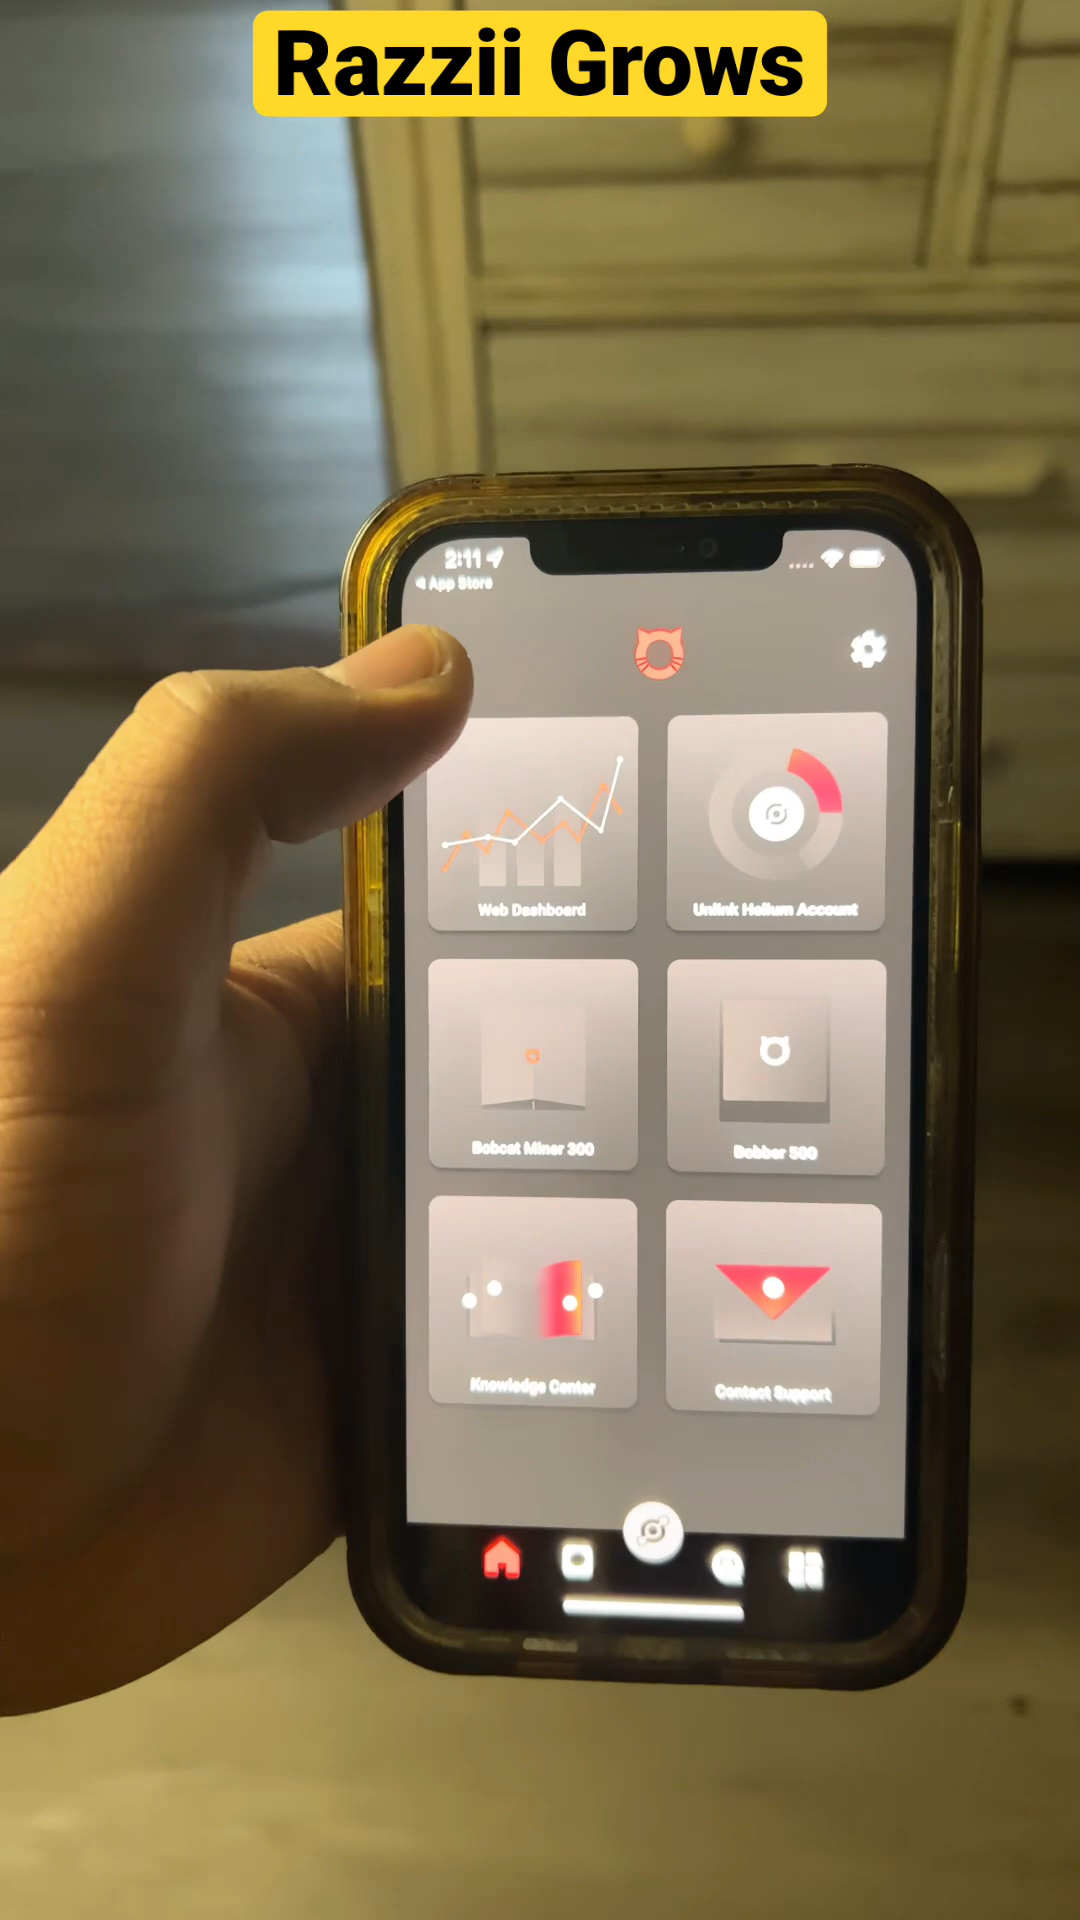 Razzii Grows
2:11
App Store
Web Dashboard
Unlink Helium Account
Bobcat Miner 300
Bobber 500
Knowledge Center
Contact Support